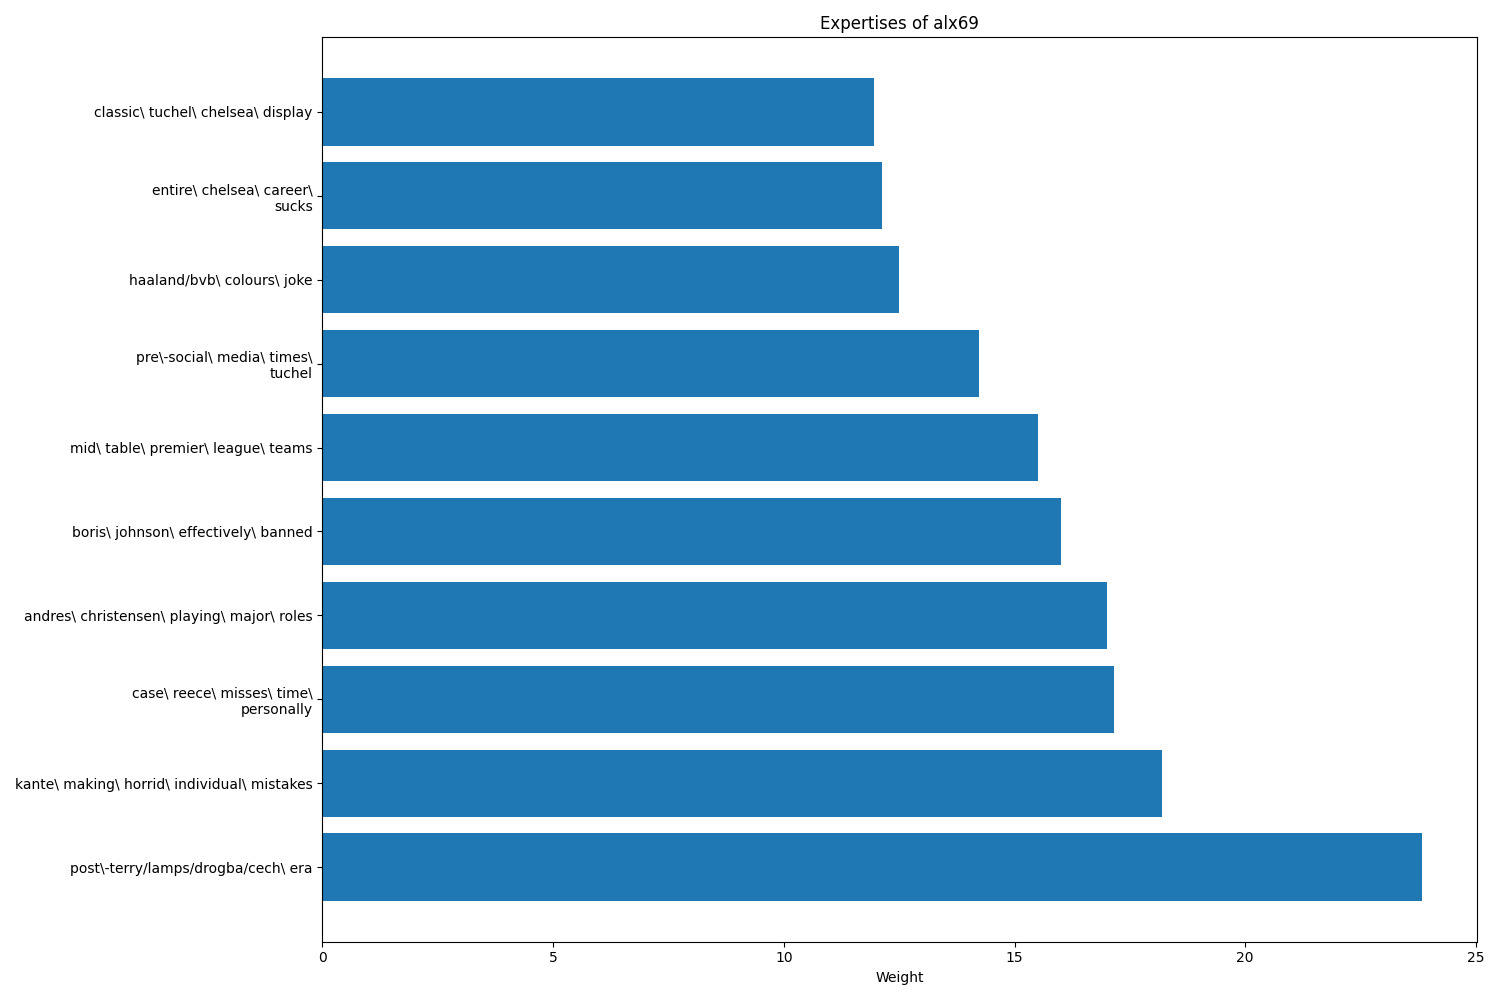 Expertises of alx69
classic\ tuchel\ chelsea\ display
entire\ chelsea\ career\
sucks
haaland/bvb\ colours\ joke
pre\-social\ media\ times\
tuchel
mid\ table\ premier\ league\ teams
boris\ johnson\ effectively\ banned
andres\ christensen\ playing\ major\ roles
case\ reece\ misses\ time\
personally
kante\ making\ horrid\ individual\ mistakes
post\-terry/lamps/drogba/cech\ era
0 5 10 15 20 25
Weight